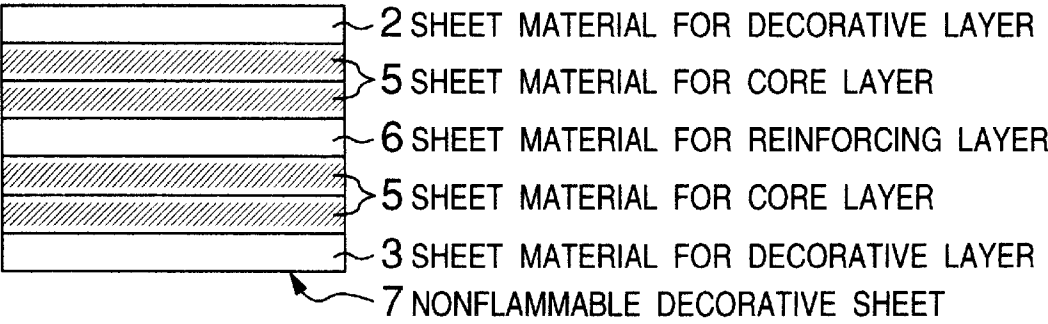 2 SHEET MATERIAL FOR DECORATIVE LAYER
5 SHEET MATERIAL FOR CORE LAYER
6 SHEET MATERIAL FOR REINFORCING LAYER
5 SHEET MATERIAL FOR CORE LAYER
3 SHEET MATERIAL FOR DECORATIVE LAYER
7 NONFLAMMABLE DECORATIVE SHEET